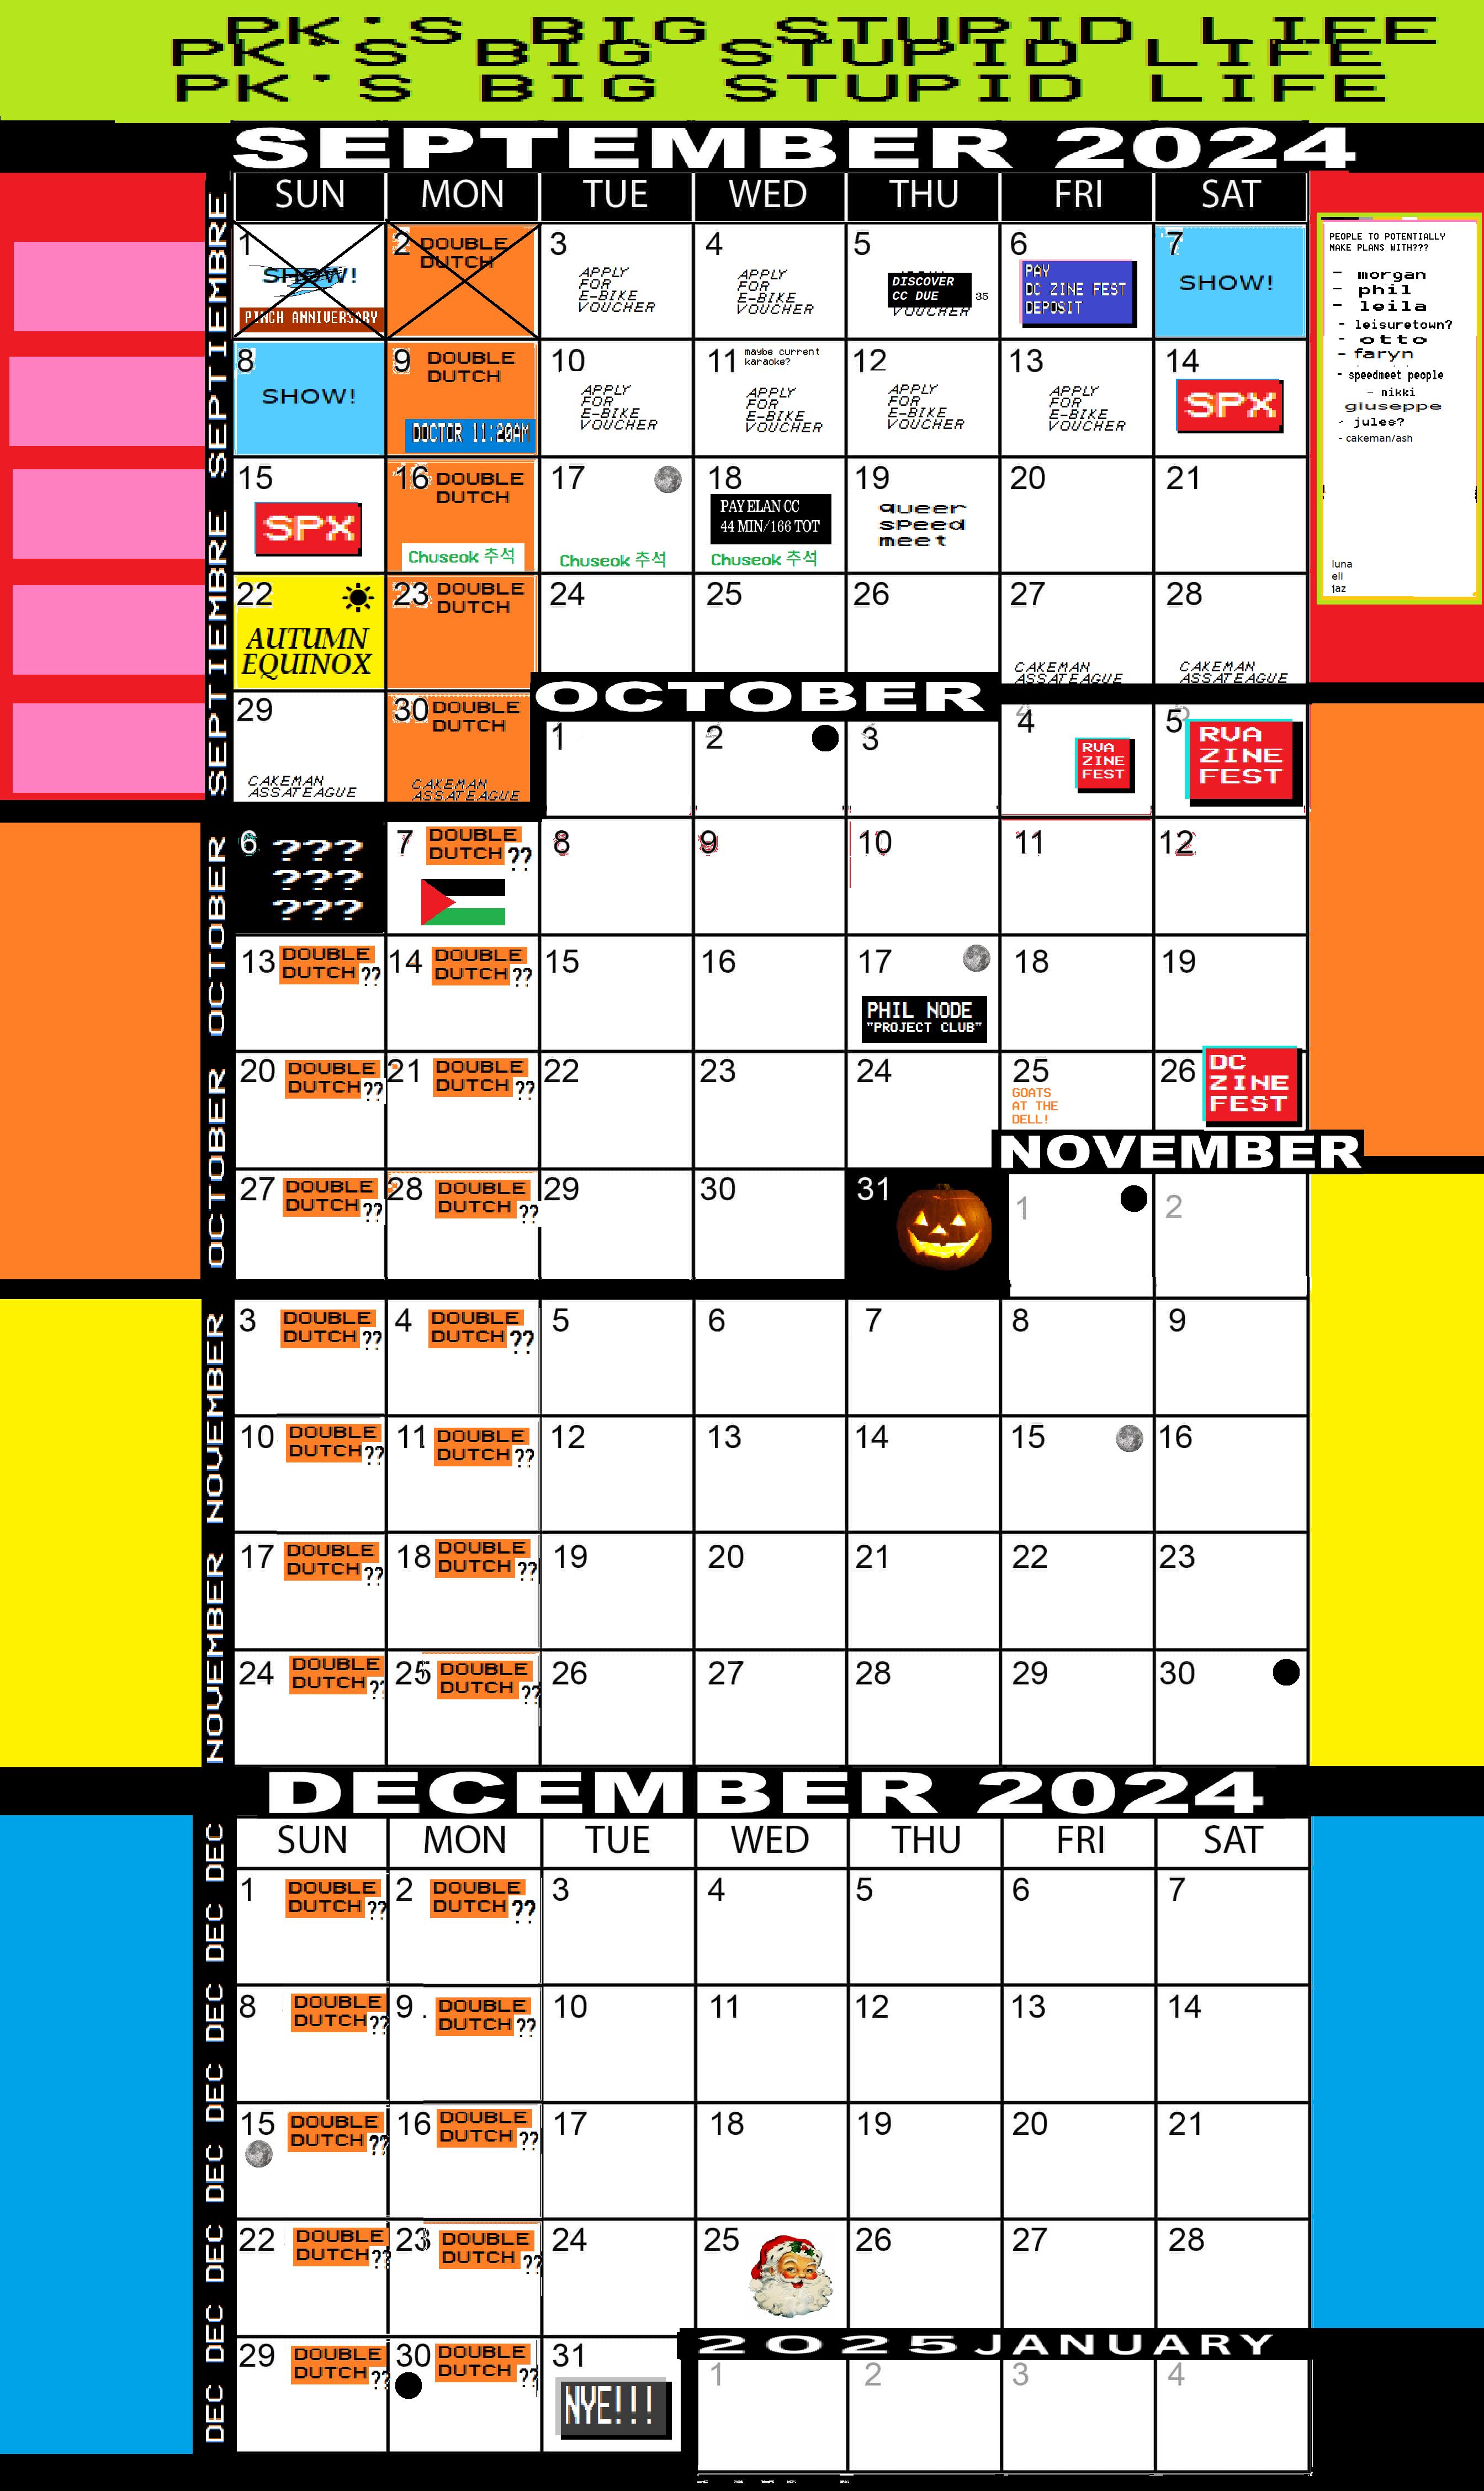 PK'S BIG STUPID LIFE
PK'S BIG STUPID LIFE
PK'S BIG STUPID LIFE
SEPTEMBER 2024
SUN MON TUE WED THU FRI SAT
SEPTIEMBRE SEPTIEMBRE
1 SHOW!
PINCH ANNIVERSARY
2 DOUBLE
DUTCH
3
APPLY
FOR
E-BIKE
VOUCHER
4
APPLY
FOR
E-BIKE
VOUCHER
5
DISCOVER
CC DUE 35
VOUCHER
6
PAY
DC ZINE FEST
DEPOSIT
7
SHOW!
8
SHOW!
9 DOUBLE
DUTCH
DOCTOR 11:20AM
10
APPLY
FOR
E-BIKE
VOUCHER
11 maybe current
karaoke?
APPLY
FOR
E-BIKE
VOUCHER
12
APPLY
FOR
E-BIKE
VOUCHER
13
APPLY
FOR
E-BIKE
VOUCHER
14
SPX
15
SPX
16 DOUBLE
DUTCH
Chuseok 추석
17
Chuseok 추석
18
PAY ELAN CC
44 MIN/166 TOT
Chuseok 추석
19
queer
speed
meet
20
21
22
AUTUMN
EQUINOX
23 DOUBLE
DUTCH
24
25
26
27
CAKEMAN
ASSATEAGUE
28
CAKEMAN
ASSATEAGUE
29
CAKEMAN
ASSATEAGUE
30 DOUBLE
DUTCH
CAKEMAN
ASSATEAGUE
PEOPLE TO POTENTIALLY
MAKE PLANS WITH???
- morgan
- phil
- leila
- leisuretown?
- otto
- faryn
- speedmeet people
- nikki
giuseppe
- jules?
- cakeman/ash
luna
eli
jaz
OCTOBER
OCTOBER OCTOBER
1
2
3
4
RVA
ZINE
FEST
5
RVA
ZINE
FEST
6
???
???
???
7 DOUBLE
DUTCH ??
8
9
10
11
12
13 DOUBLE
DUTCH ??
14 DOUBLE
DUTCH ??
15
16
17
PHIL NODE
"PROJECT CLUB"
18
19
20 DOUBLE
DUTCH ??
21 DOUBLE
DUTCH ??
22
23
24
25
GOATS
AT THE
DELL!
26
DC
ZINE
FEST
27 DOUBLE
DUTCH ??
28 DOUBLE
DUTCH ??
29
30
31
NOVEMBER
NOVEMBER NOVEMBER
1
2
3 DOUBLE
DUTCH ??
4 DOUBLE
DUTCH ??
5
6
7
8
9
10 DOUBLE
DUTCH ??
11 DOUBLE
DUTCH ??
12
13
14
15
16
17 DOUBLE
DUTCH ??
18 DOUBLE
DUTCH ??
19
20
21
22
23
24 DOUBLE
DUTCH ??
25 DOUBLE
DUTCH ??
26
27
28
29
30
DECEMBER 2024
SUN MON TUE WED THU FRI SAT
DEC DEC DEC DEC DEC DEC DEC DEC
1 DOUBLE
DUTCH ??
2 DOUBLE
DUTCH ??
3
4
5
6
7
8 DOUBLE
DUTCH ??
9 . DOUBLE
DUTCH ??
10
11
12
13
14
15 DOUBLE
DUTCH ??
16 DOUBLE
DUTCH ??
17
18
19
20
21
22 DOUBLE
DUTCH ??
23 DOUBLE
DUTCH ??
24
25
26
27
28
29 DOUBLE
DUTCH ??
30 DOUBLE
DUTCH ??
31
NYE!!!
2025 JANUARY
1
2
3
4